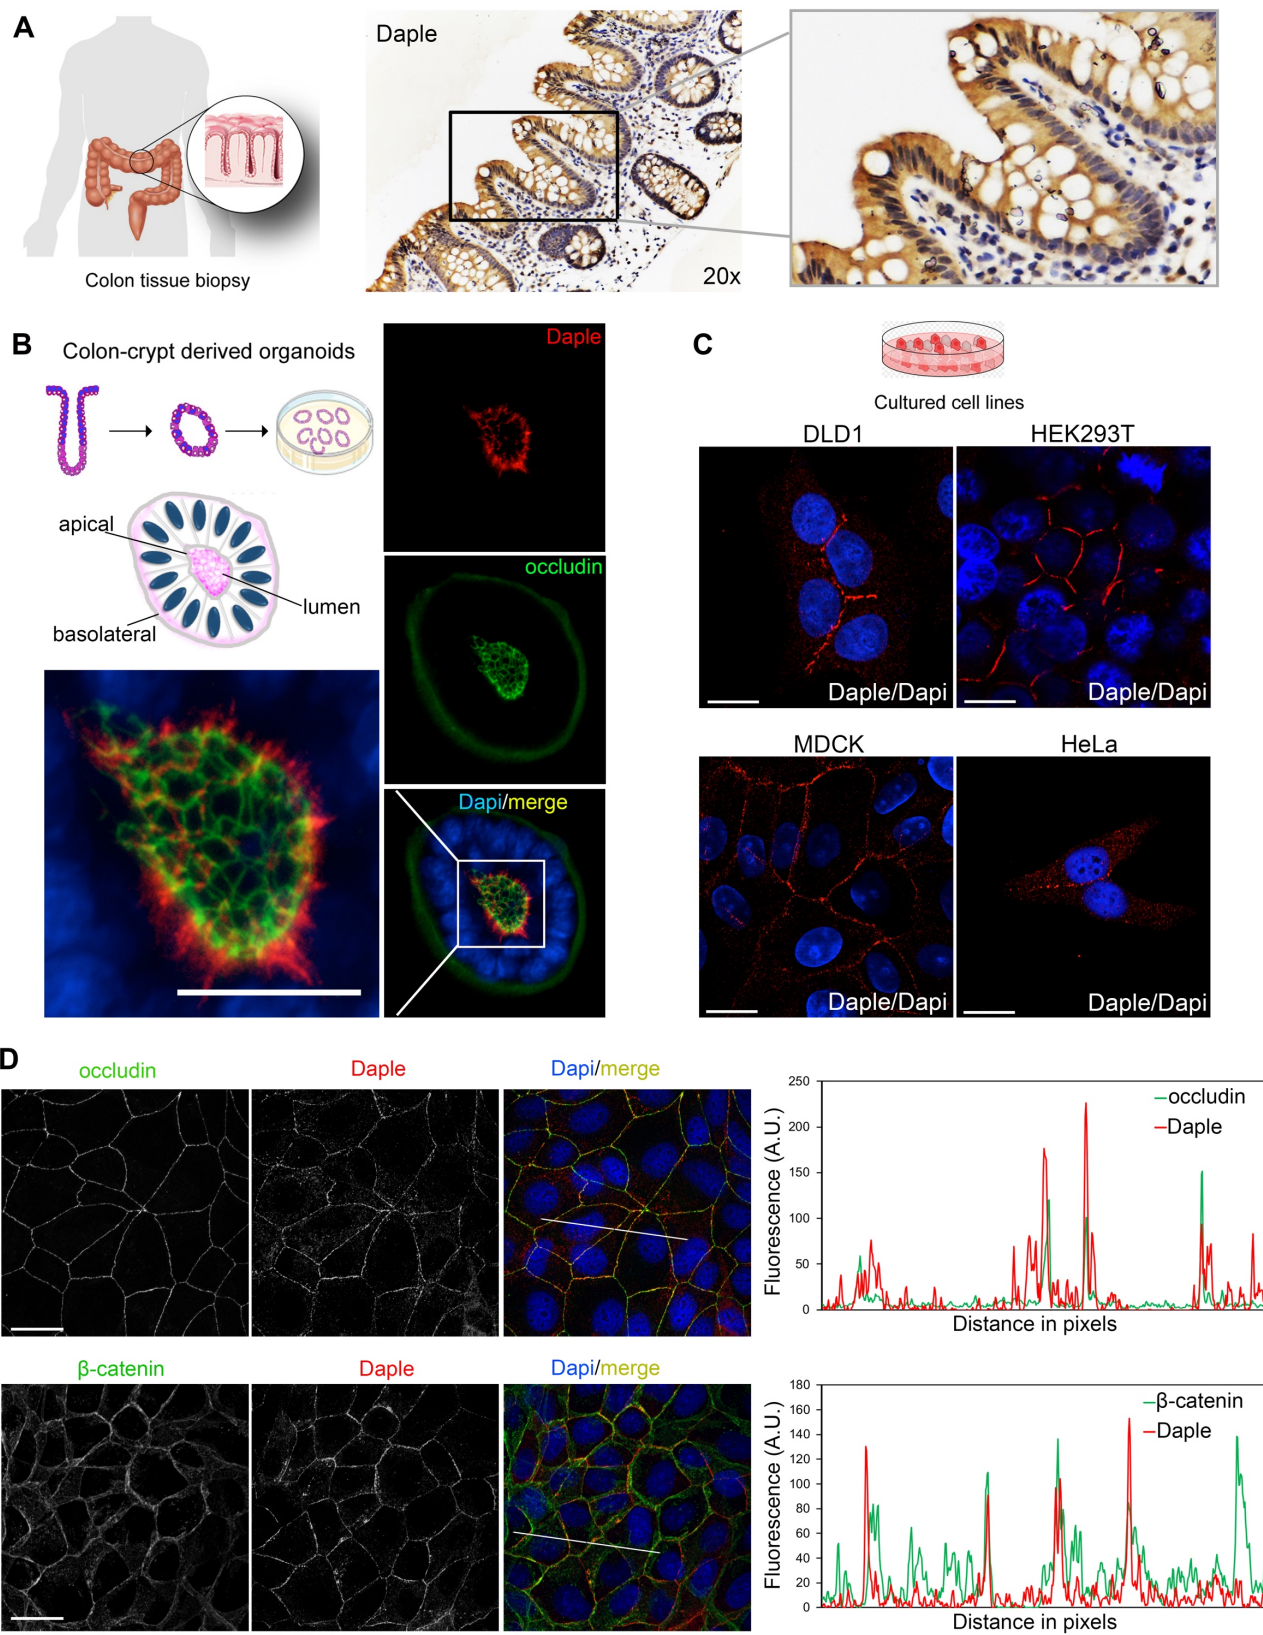 A
Daple
20x
Colon tissue biopsy
B
Colon-crypt derived organoids
apical
lumen
basolateral
Daple
occludin
Dapi/merge
C
Cultured cell lines
DLD1
HEK293T
Daple/Dapi
Daple/Dapi
MDCK
HeLa
Daple/Dapi
Daple/Dapi
D
occludin
Daple
Dapi/merge
Fluorescence (A.U.)
250
200
150
100
50
0
occludin
Daple
Distance in pixels
β-catenin
Daple
Dapi/merge
Fluorescence (A.U.)
180
160
140
120
100
80
60
40
20
0
β-catenin
Daple
Distance in pixels